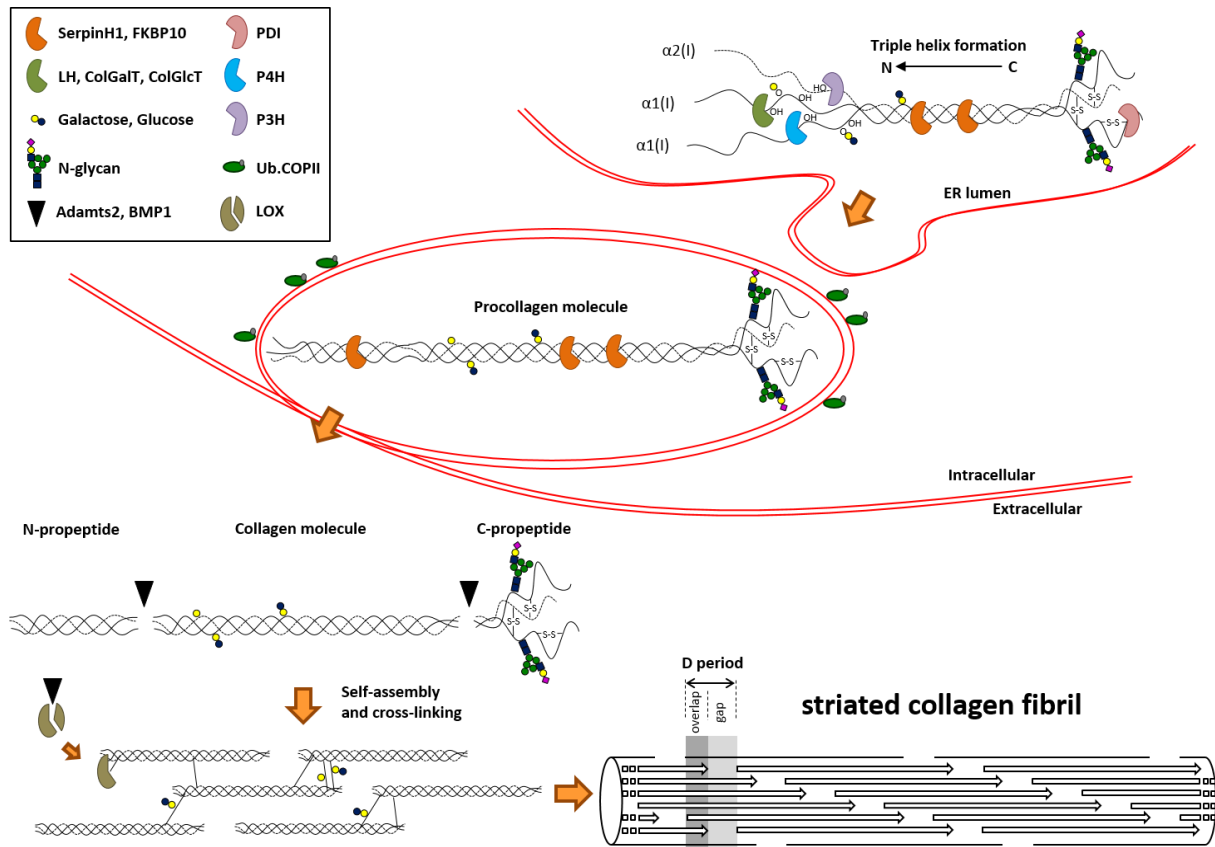 SerpinH1, FKBP10
PDI
LH, ColGalT, ColGlcT
P4H
Galactose, Glucose
P3H
N-glycan
Ub.COPII
Adamts2, BMP1
LOX
α2(I)
α1(I)
α1(I)
Triple helix formation
N C
HO
OH
O
OH
OH
OH
O
S-S
S-S
S-S
ER lumen
Procollagen molecule
S-S
S-S
S-S
Intracellular
Extracellular
N-propeptide
Collagen molecule
C-propeptide
S-S
S-S
S-S
Self-assembly
and cross-linking
D period
overlap
gap
striated collagen fibril